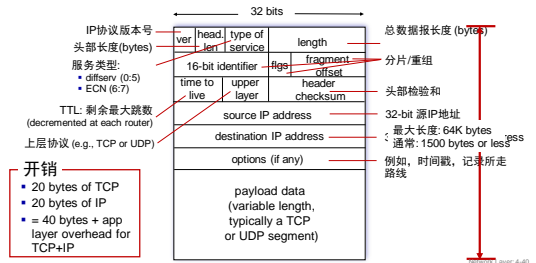 32 bits
IP协议版本号
ver
head.
len
type of
service
length
总数据报长度 (bytes)
头部长度(bytes)
服务类型:
diffserv (0:5)
ECN (6:7)
16-bit identifier
flgs
fragment
offset
分片/重组
time to
live
upper
layer
header
checksum
头部检验和
TTL: 剩余最大跳数
(decremented at each router)
source IP address
32-bit 源IP地址
上层协议 (e.g., TCP or UDP)
destination IP address
最大长度: 64K bytes
通常: 1500 bytes or less
options (if any)
例如，时间戳，记录所走
路线
开销
20 bytes of TCP
20 bytes of IP
= 40 bytes + app
layer overhead for
TCP+IP
payload data
(variable length,
typically a TCP
or UDP segment)